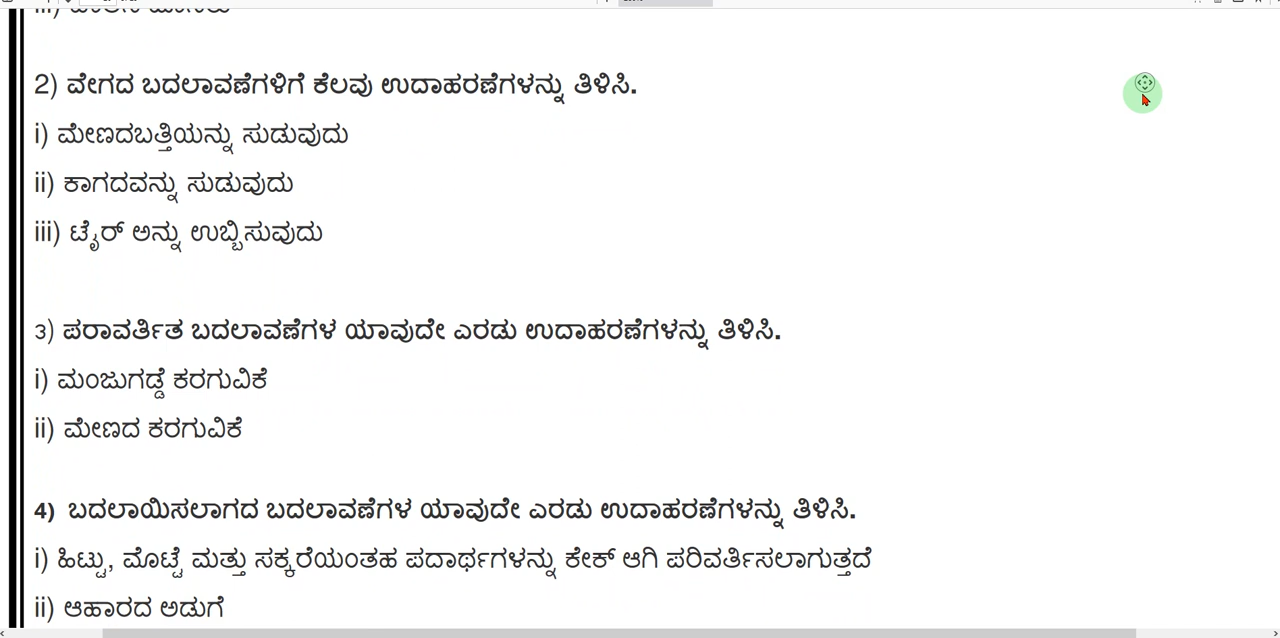 2) ವೇಗದ ಬದಲಾವಣೆಗಳಿಗೆ ಕೆಲವು ಉದಾಹರಣೆಗಳನ್ನು ತಿಳಿಸಿ.
i) ಮೇಣದಬತ್ತಿಯನ್ನು ಸುಡುವುದು
ii) ಕಾಗದವನ್ನು ಸುಡುವುದು
iii) ಟೈರ್ ಅನ್ನು ಉಬ್ಬಿಸುವುದು
3) ಪರಾವರ್ತಿತ ಬದಲಾವಣೆಗಳ ಯಾವುದೇ ಎರಡು ಉದಾಹರಣೆಗಳನ್ನು ತಿಳಿಸಿ.
i) ಮಂಜುಗಡ್ಡೆ ಕರಗುವಿಕೆ
ii) ಮೇಣದ ಕರಗುವಿಕೆ
4) ಬದಲಾಯಿಸಲಾಗದ ಬದಲಾವಣೆಗಳ ಯಾವುದೇ ಎರಡು ಉದಾಹರಣೆಗಳನ್ನು ತಿಳಿಸಿ.
i) ಹಿಟ್ಟು, ಮೊಟ್ಟೆ ಮತ್ತು ಸಕ್ಕರೆಯಂತಹ ಪದಾರ್ಥಗಳನ್ನು ಕೇಕ್ ಆಗಿ ಪರಿವರ್ತಿಸಲಾಗುತ್ತದೆ
ii) ಆಹಾರದ ಅಡುಗೆ